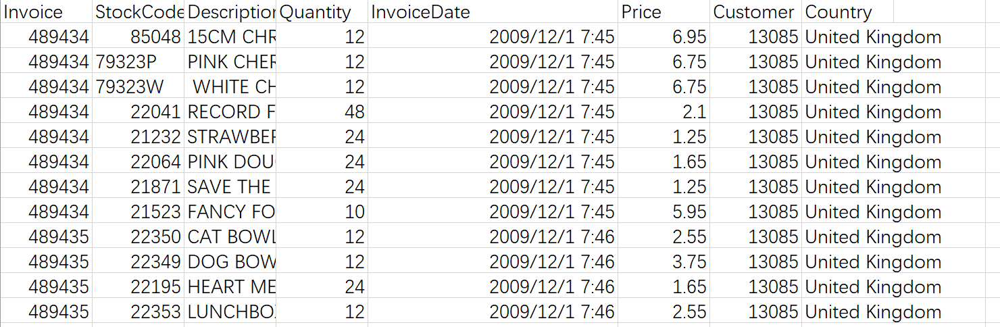 Invoice StockCode Description Quantity InvoiceDate Price Customer Country
489434 85048 15CM CHR 12 2009/12/1 7:45 6.95 13085 United Kingdom
489434 79323P PINK CHER 12 2009/12/1 7:45 6.75 13085 United Kingdom
489434 79323W WHITE CH 12 2009/12/1 7:45 6.75 13085 United Kingdom
489434 22041 RECORD F 48 2009/12/1 7:45 2.1 13085 United Kingdom
489434 21232 STRAWBER 24 2009/12/1 7:45 1.25 13085 United Kingdom
489434 22064 PINK DOU 24 2009/12/1 7:45 1.65 13085 United Kingdom
489434 21871 SAVE THE 24 2009/12/1 7:45 1.25 13085 United Kingdom
489434 21523 FANCY FO 10 2009/12/1 7:45 5.95 13085 United Kingdom
489435 22350 CAT BOWL 12 2009/12/1 7:46 2.55 13085 United Kingdom
489435 22349 DOG BOW 12 2009/12/1 7:46 3.75 13085 United Kingdom
489435 22195 HEART ME 24 2009/12/1 7:46 1.65 13085 United Kingdom
489435 22353 LUNCHBOX 12 2009/12/1 7:46 2.55 13085 United Kingdom